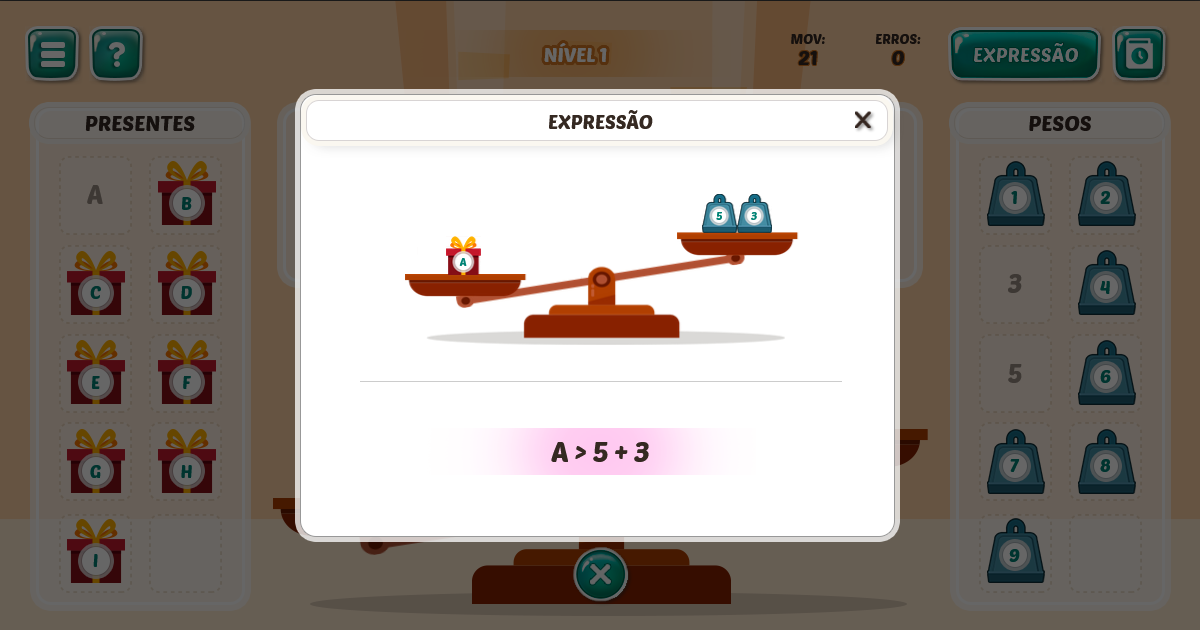 NÍVEL 1
MOV:
21
ERROS:
0
EXPRESSÃO
?
PRESENTES
A
B
C
D
E
F
G
H
I
EXPRESSÃO
A
5 3
A > 5 + 3
PESOS
1
2
3
4
5
6
7
8
9